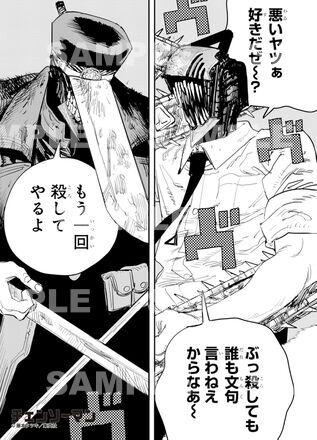 悪いヤツぁ
好きだぜ〜?
ぶっ殺しても
誰も文句
言わねえ
からなあ〜
もう一回
殺して
やるよ
ヴヴヴ
SAMPLE
チェンソーマン